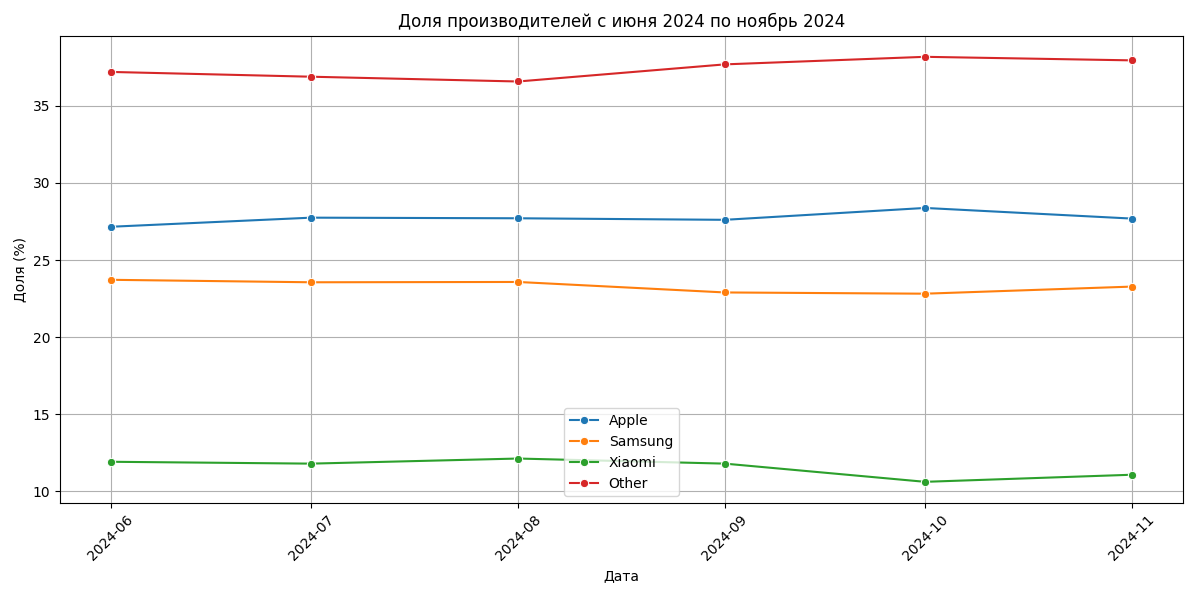 Доля производителей с июня 2024 по ноябрь 2024
Доля (%)
35
30
25
20
15
10
Apple
Samsung
Xiaomi
Other
2024-06
2024-07
2024-08
2024-09
2024-10
2024-11
Дата